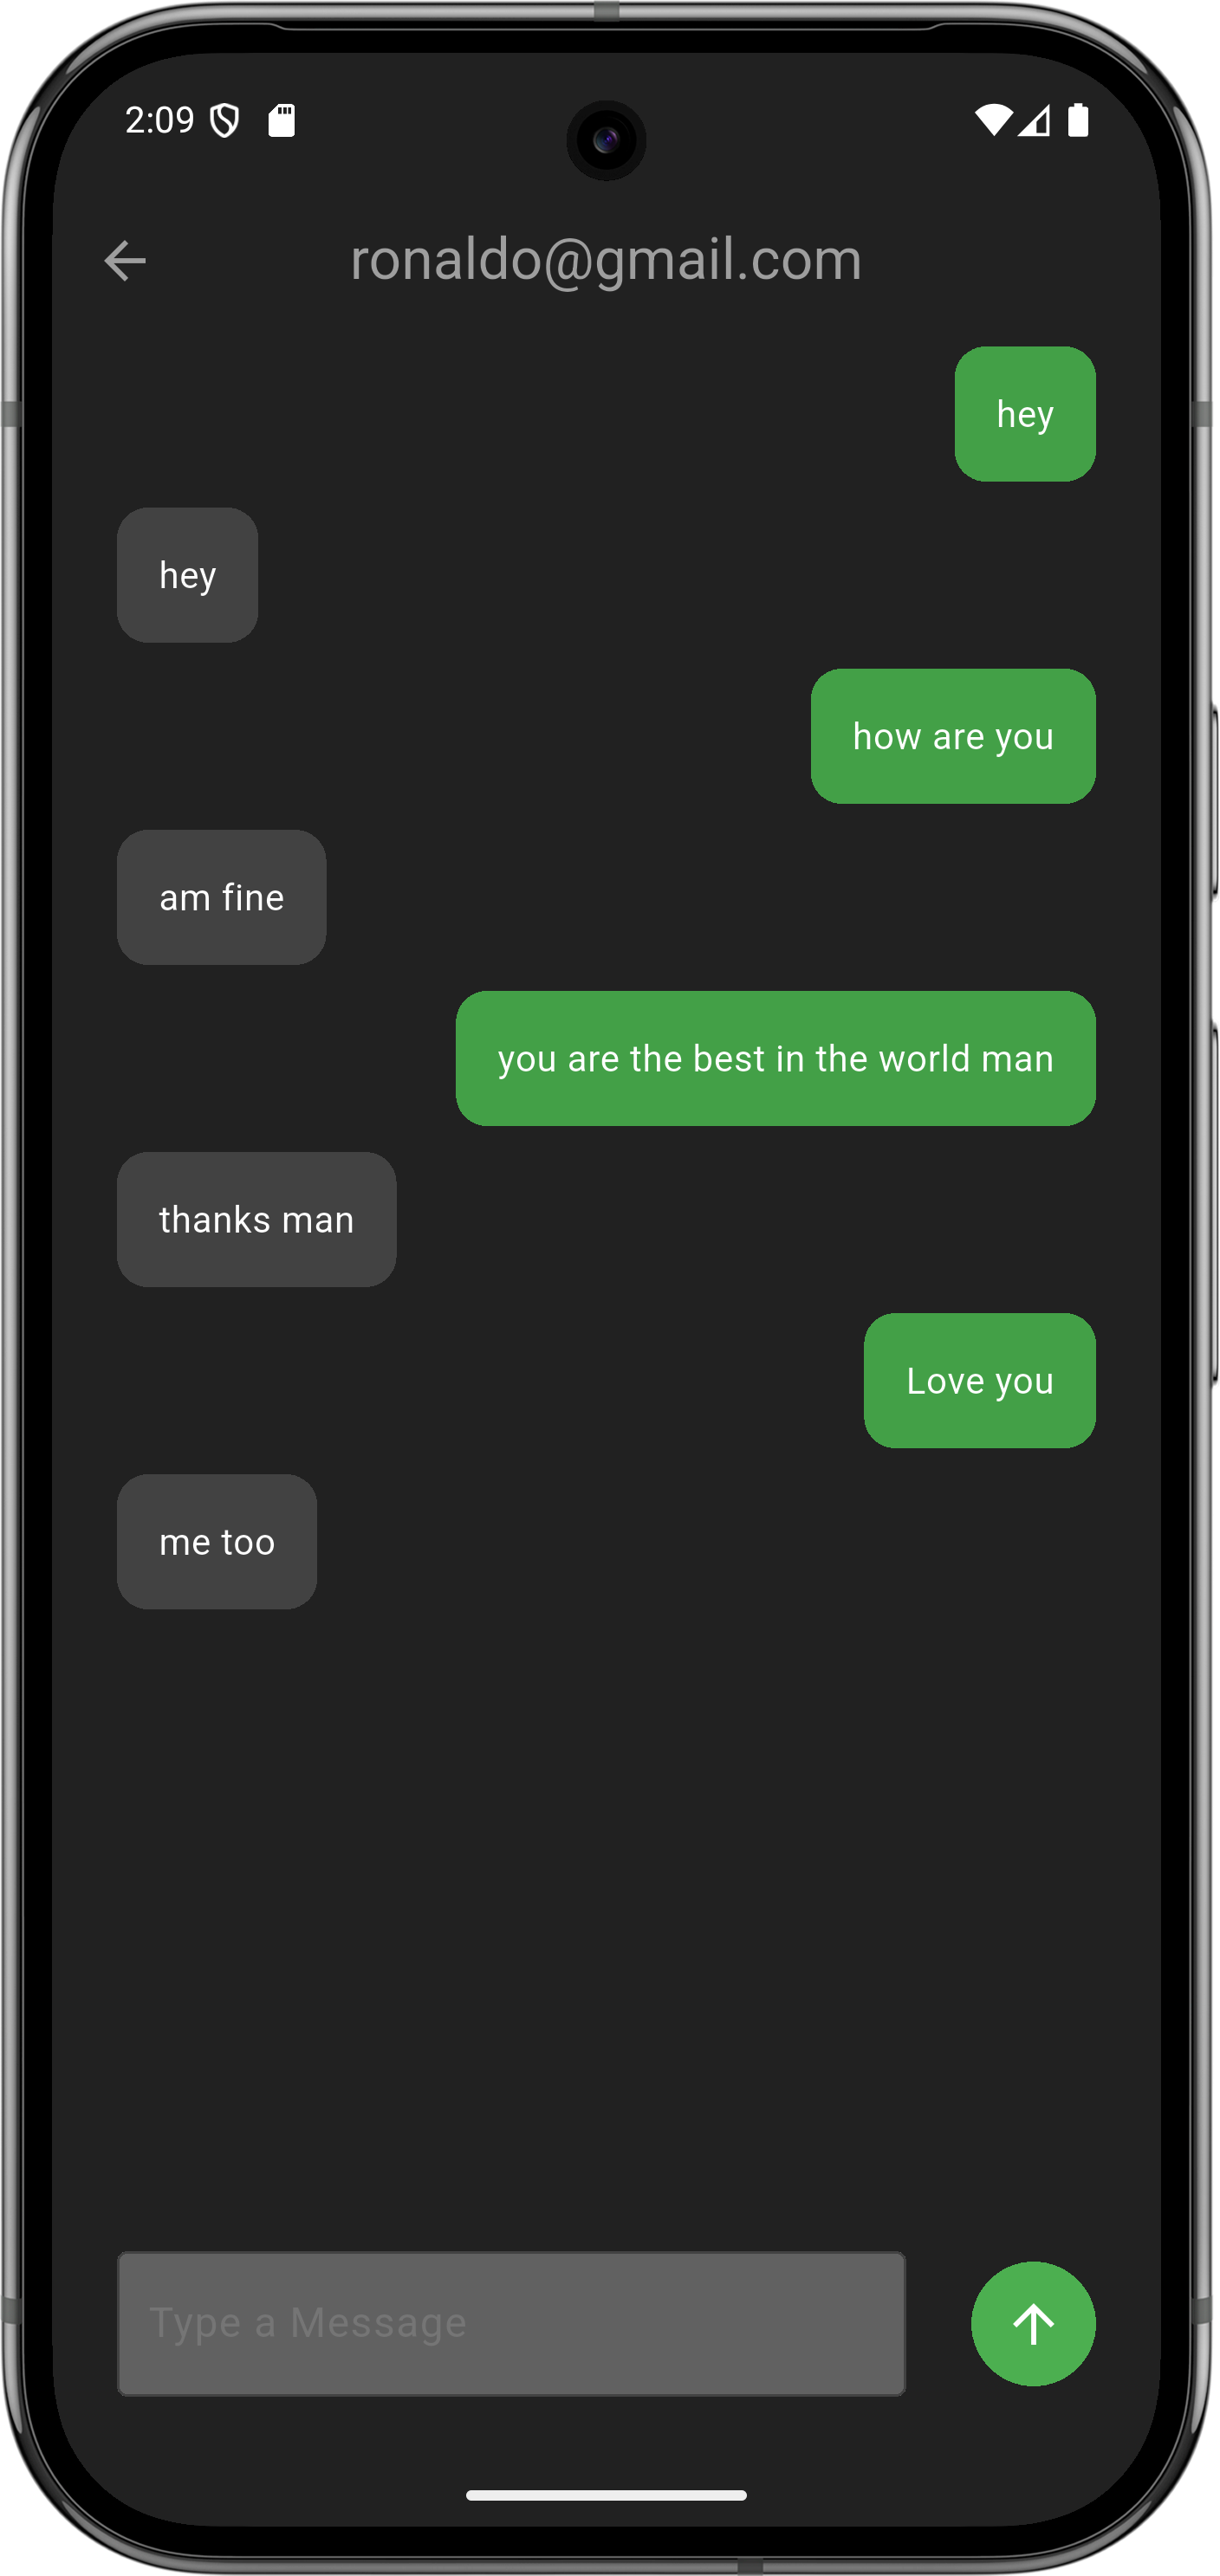 2:09
ronaldo@gmail.com
hey
hey
how are you
am fine
you are the best in the world man
thanks man
Love you
me too
Type a Message